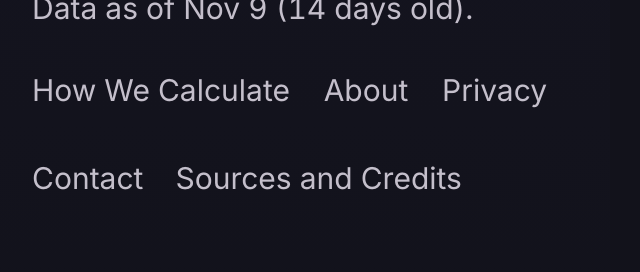 Data as of Nov 9 (14 days old).
How We Calculate About Privacy
Contact Sources and Credits